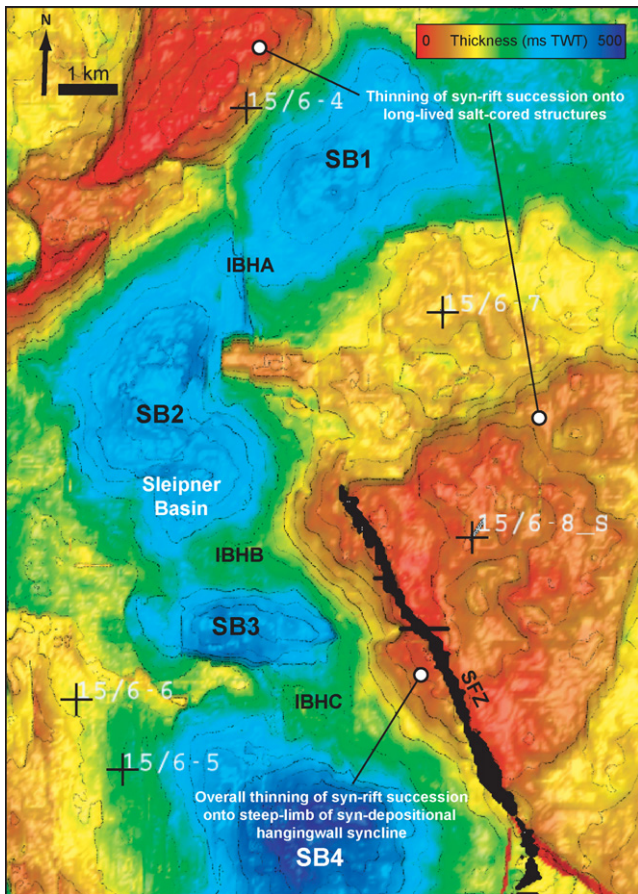 N
1 km
0 Thickness (ms TWT) 500
15/6-4
Thinning of syn-rift succession onto
long-lived salt-cored structures
SB1
IBHA
15/6-7
SB2
Sleipner
Basin
15/6-8_S
IBHB
SB3
SFZ
15/6-6
IBHC
15/6-5
Overall thinning of syn-rift succession
onto steep-limb of syn-depositional
hangingwall syncline
SB4